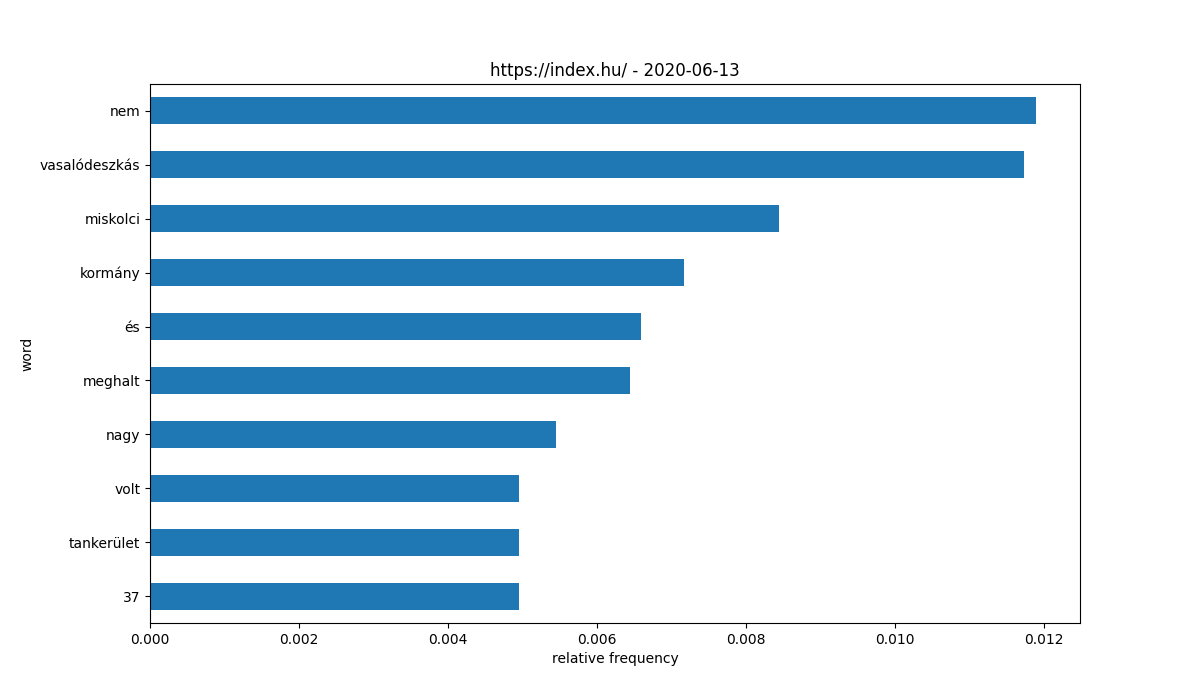 https://index.hu/ - 2020-06-13
nem
vasalódeszkás
miskolci
kormány
és
meghalt
nagy
volt
tankerület
37
word
0.000 0.002 0.004 0.006 0.008 0.010 0.012
relative frequency